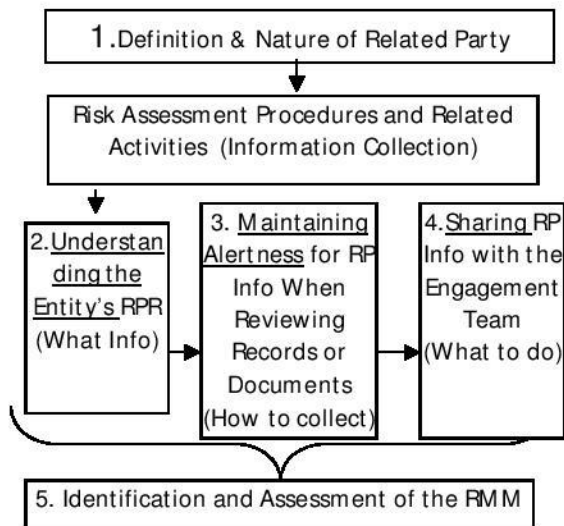 1.Definition & Nature of Related Party
Risk Assessment Procedures and Related
Activities (Information Collection)
2.Understan
ding the
Entity's RPR
(What Info)
3. Maintaining
Alertness for RP
Info When
Reviewing
Records or
Documents
(How to collect)
4.Sharing RP
Info with the
Engagement
Team
(What to do)
5. Identification and Assessment of the RMM